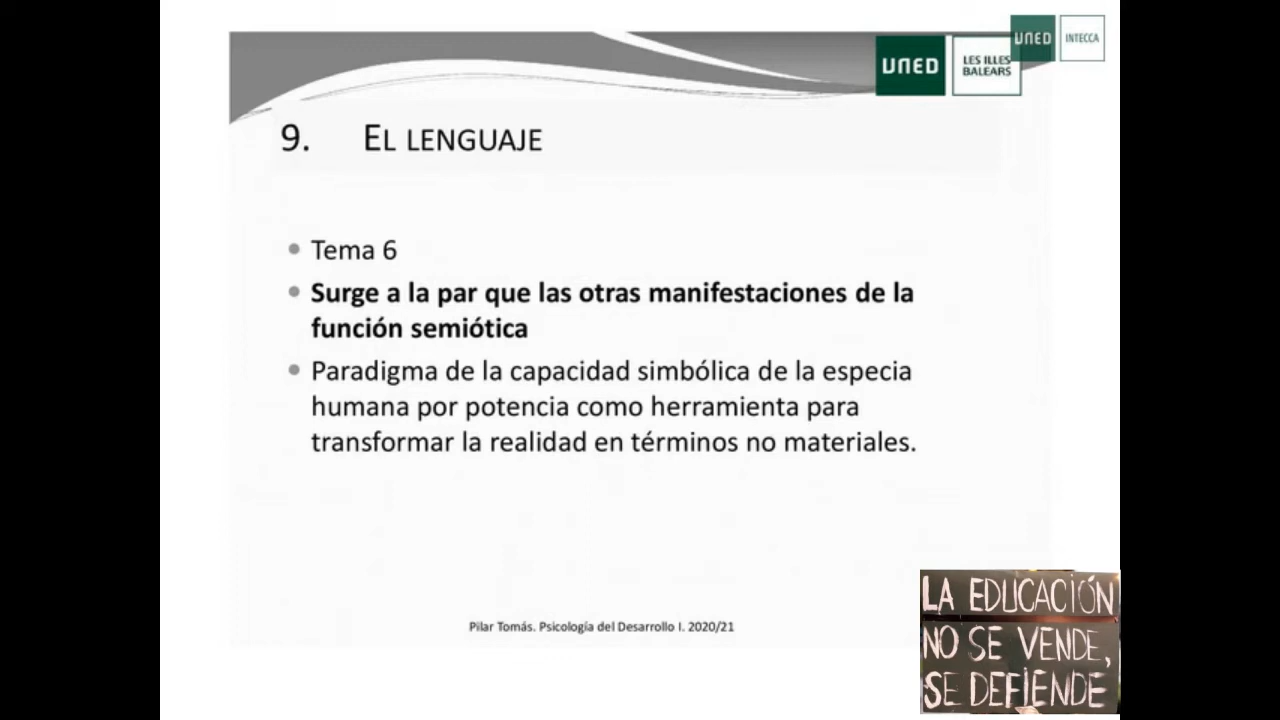 UNED
INTECCA
UNED
LES ILLES
BALEARS
9. EL LENGUAJE
Tema 6
Surge a la par que las otras manifestaciones de la
función semiótica
Paradigma de la capacidad simbólica de la especia
humana por potencia como herramienta para
transformar la realidad en términos no materiales.
Pilar Tomás. Psicología del Desarrollo I. 2020/21
LA EDUCACIÓN
NO SE VENDE,
SE DEFIENDE